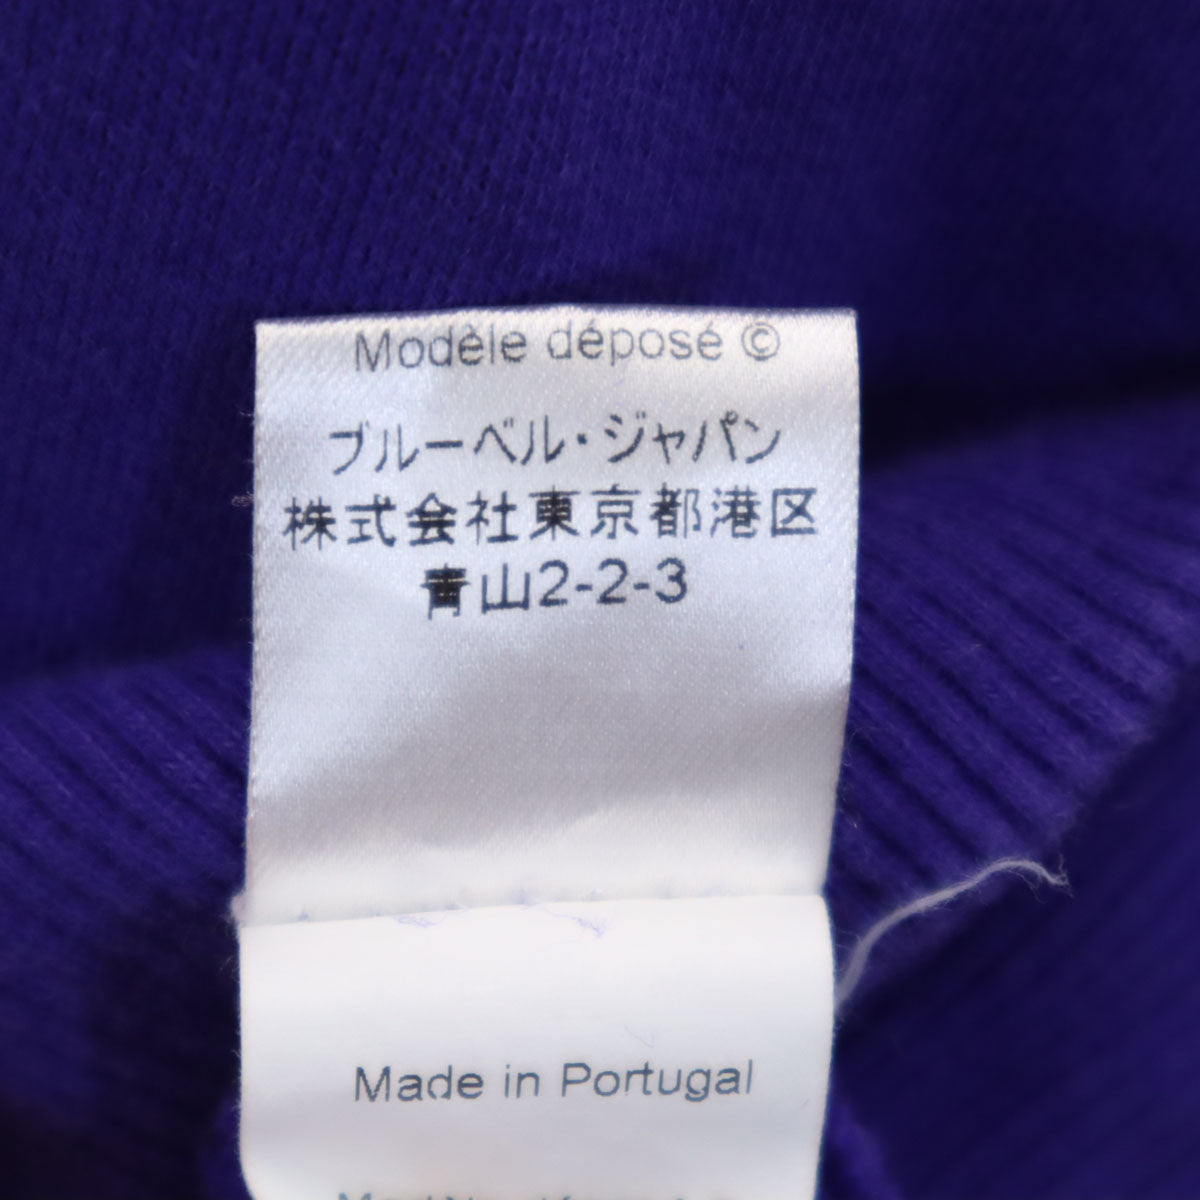 Modèle déposé ©
ブルーベル・ジャパン
株式会社東京都港区
青山2-2-3
Made in Portugal